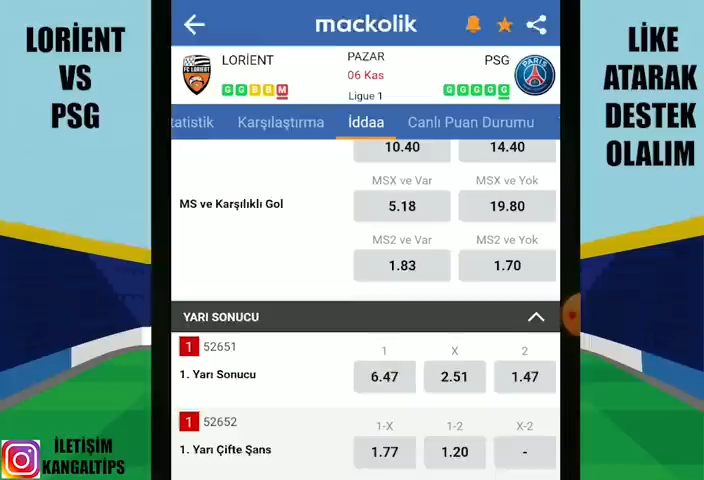 LORİENT
VS
PSG
mackolik
LORİENT
PAZAR
PSG
06 Kas
G G B B M
Ligue 1
G G G G G
tatistik Karşılaştırma İddaa Canlı Puan Durumu
10.40 14.40
MSX ve Var MSX ve Yok
MS ve Karşılıklı Gol 5.18 19.80
MS2 ve Var MS2 ve Yok
1.83 1.70
YARI SONUCU
1 52651
1 X 2
1. Yarı Sonucu 6.47 2.51 1.47
1 52652
1-X 1-2 X-2
1. Yarı Çifte Şans 1.77 1.20 -
LİKE
ATARAK
DESTEK
OLALIM
İLETİŞİM
KANGALTİPS